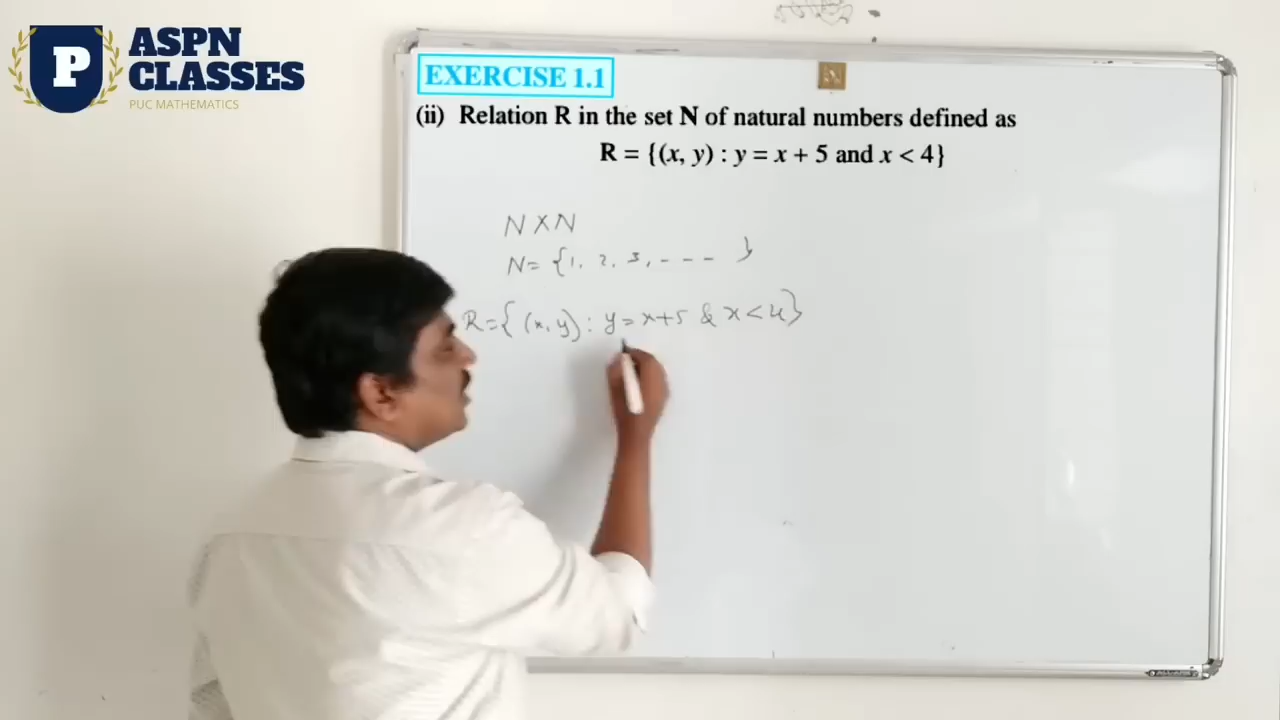 P
ASPN
CLASSES
PUC MATHEMATICS
EXERCISE 1.1
(ii) Relation R in the set N of natural numbers defined as
R = {(x, y) : y = x + 5 and x < 4}
N X N
N = {1, 2, 3, - - - }
R = { (x, y) : y = x+5 & x < 4}